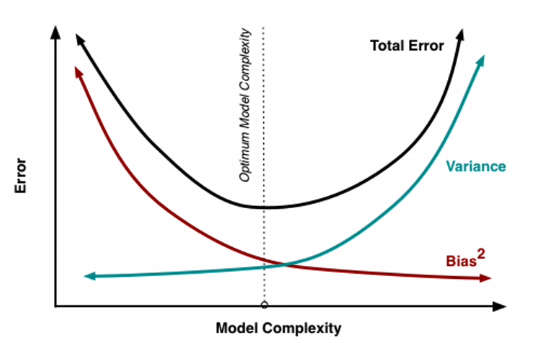 Total Error
Optimum Model Complexity
Variance
Error
Bias²
Model Complexity